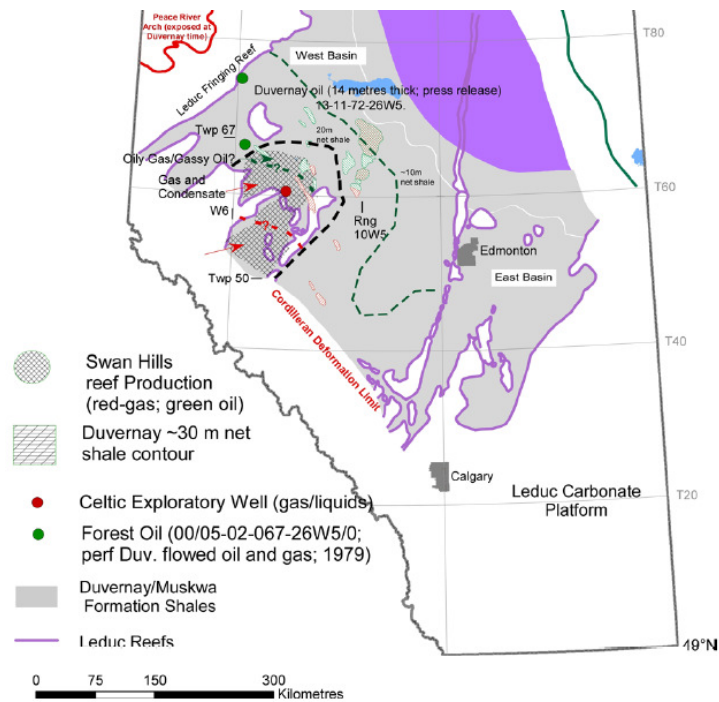 Peace River
Arch (exposed at
Duvernay time)
T80
Leduc Fringing Reef
West Basin
Duvernay oil (14 metres thick; press release)
13-11-72-26W5.
Twp 67
20m
net shale
Oily Gas/Gassy Oil?
~10m
net shale
Gas and
Condensate
T60
W6
Rng
10W5
?
?
Edmonton
East Basin
Twp 50
Cordilleran Deformation Limit
T40
Swan Hills
reef Production
(red-gas; green oil)
Duvernay ~30 m net
shale contour
Calgary
Celtic Exploratory Well (gas/liquids)
Leduc Carbonate
Platform
T20
Forest Oil (00/05-02-067-26W5/0;
perf Duv. flowed oil and gas; 1979)
Duvernay/Muskwa
Formation Shales
Leduc Reefs
49°N
0 75 150 300
Kilometres